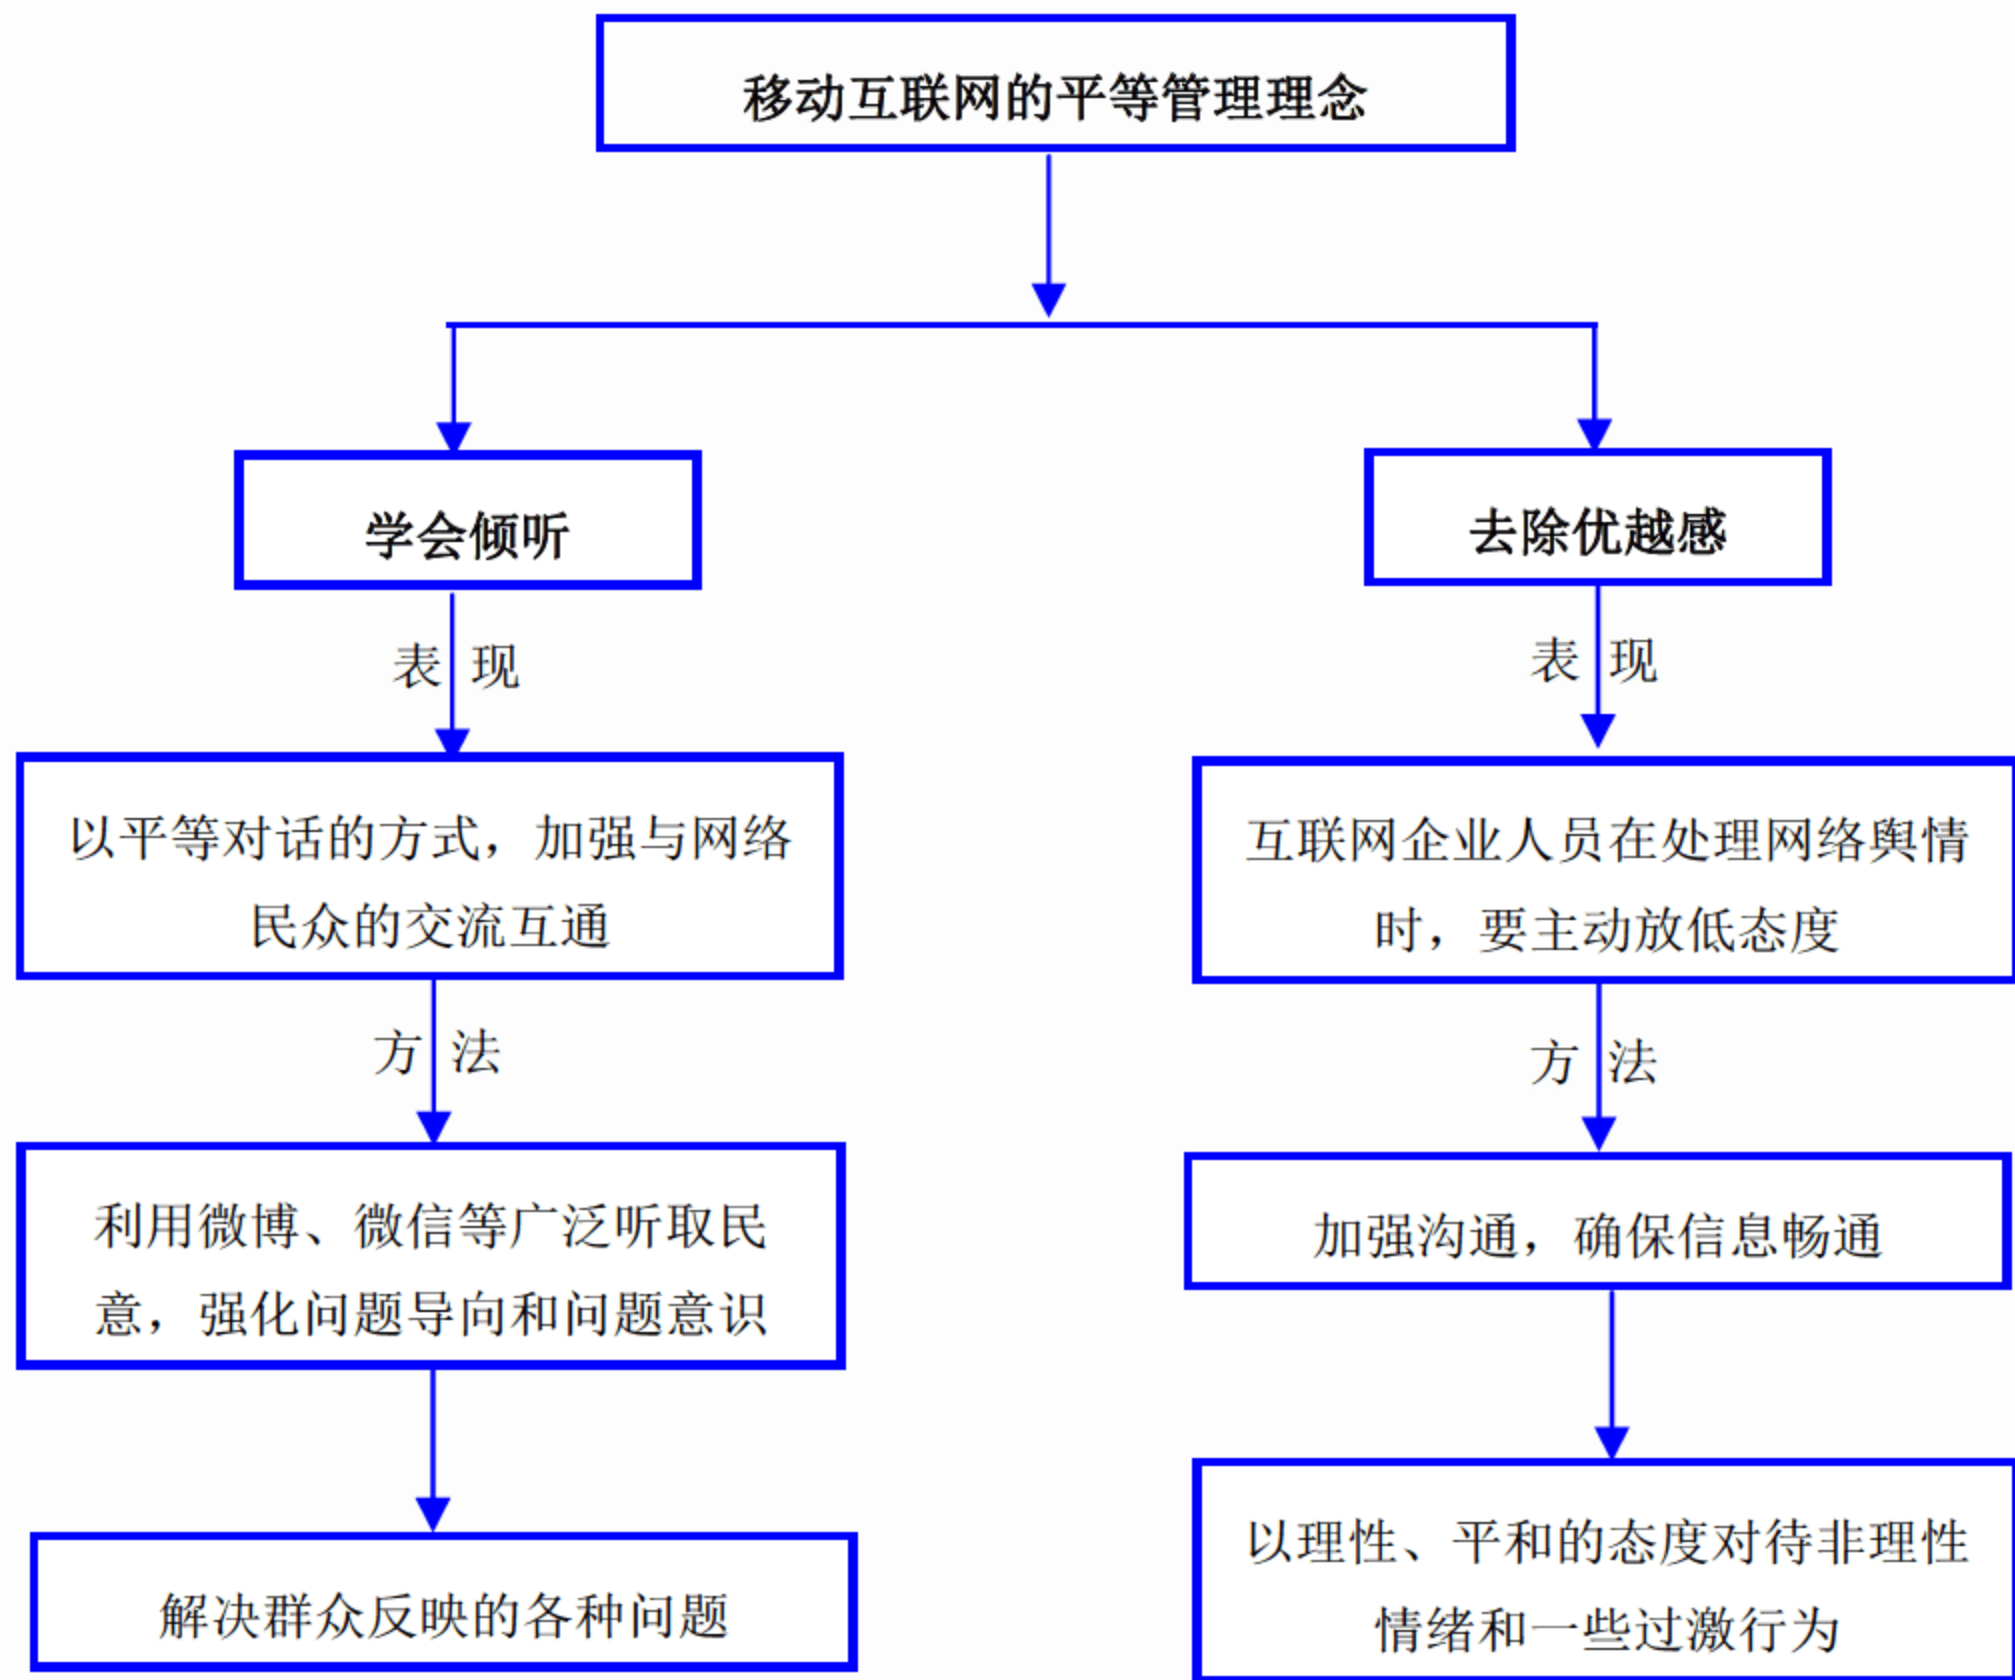 移动互联网的平等管理理念
学会倾听
去除优越感
表 现
表 现
以平等对话的方式，加强与网络
民众的交流互通
互联网企业人员在处理网络舆情
时，要主动放低态度
方 法
方 法
利用微博、微信等广泛听取民
意，强化问题导向和问题意识
加强沟通，确保信息畅通
解决群众反映的各种问题
以理性、平和的态度对待非理性
情绪和一些过激行为